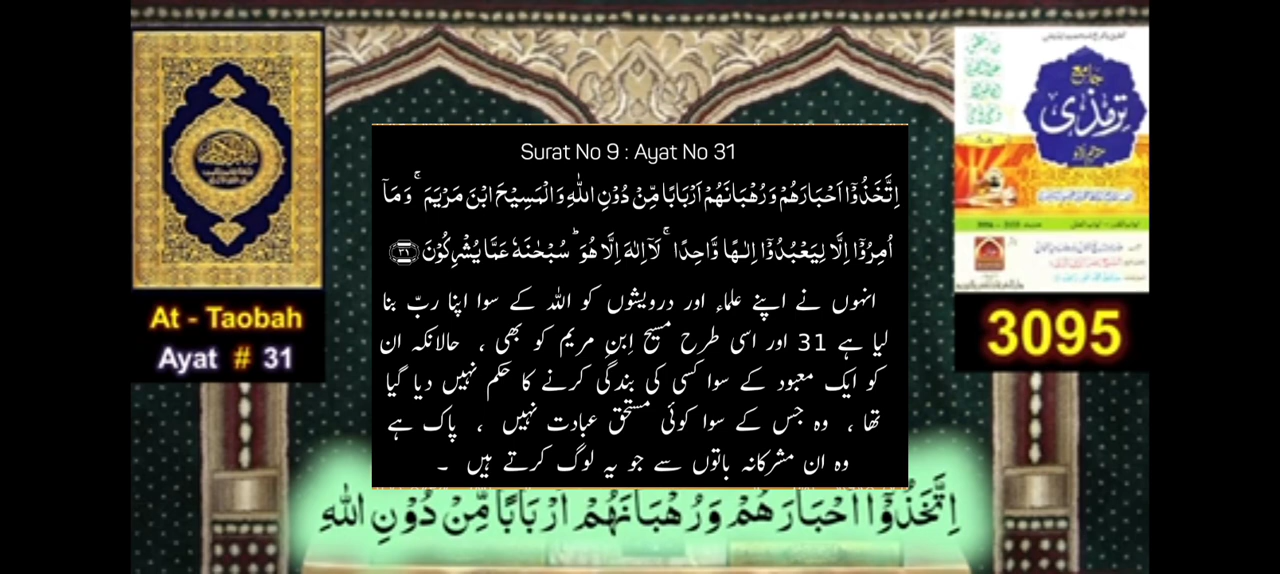 Surat No 9 : Ayat No 31
اِتَّخَذُوْۤا اَحْبَارَهُمْ وَ رُهْبَانَهُمْ اَرْبَابًا مِّنْ دُوْنِ اللّٰهِ وَ الْمَسِیْحَ ابْنَ مَرْیَمَ ۚ وَ مَاۤ
اُمِرُوْۤا اِلَّا لِیَعْبُدُوْۤا اِلٰـهًا وَّاحِدًا ۚ لَاۤ اِلٰهَ اِلَّا هُوَ ؕ سُبْحٰنَهٗ عَمَّا یُشْرِكُوْنَ ﴿۳۱﴾
انہوں نے اپنے علماء اور درویشوں کو اللہ کے سوا اپنا ربّ بنا
لیا ہے 31 اور اسی طرح مسیح اِبنِ مریم کو بھی ، حالانکہ ان
کو ایک معبود کے سوا کسی کی بندگی کرنے کا حکم نہیں دیا گیا
تھا ، وہ جس کے سوا کوئی مستحق عبادت نہیں ، پاک ہے
وہ ان مشرکانہ باتوں سے جو یہ لوگ کرتے ہیں ۔
At - Taobah
Ayat # 31
جامع
ترمذی
3095
اِتَّخَذُوْۤا اَحْبَارَهُمْ وَرُهْبَانَهُمْ اَرْبَابًا مِّنْ دُوْنِ اللّٰهِ